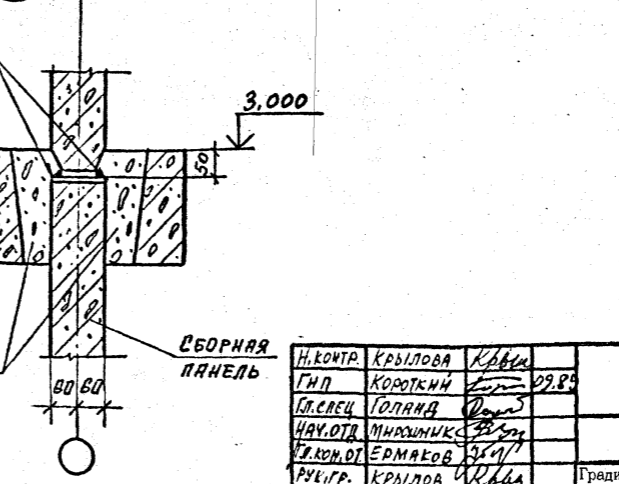 3,000
50
СБОРНАЯ
ПАНЕЛЬ
60 60
Н.КОНТР. КРЫЛОВА
ГИП КОРОТКИЙ 09.89
ГЛ.СПЕЦ ГОЛАНД
НАЧ.ОТД МИРОШНИК
ГЛ.КОН.ОТ ЕРМАКОВ
РУК.ГР. КРЫЛОВ
Гради